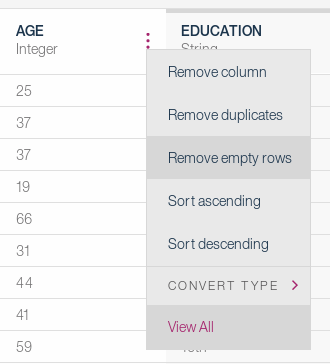 AGE
Integer
EDUCATION
String
25
37
37
19
66
31
44
41
59
Remove column
Remove duplicates
Remove empty rows
Sort ascending
Sort descending
CONVERT TYPE
View All